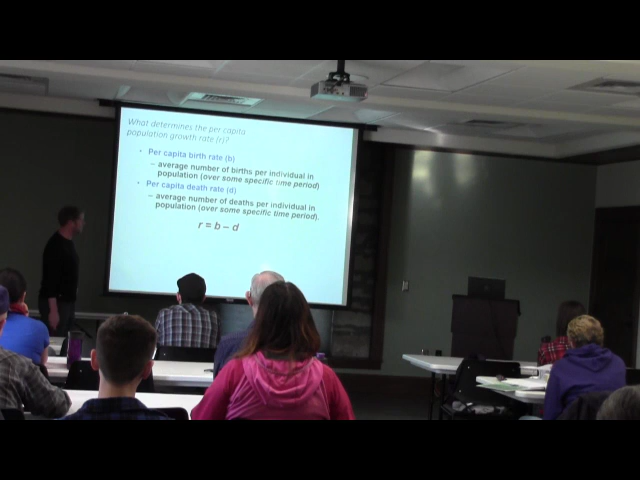 What determines the per capita
population growth rate (r)?
• Per capita birth rate (b)
– average number of births per individual in
population (over some specific time period)
• Per capita death rate (d)
– average number of deaths per individual in
population (over some specific time period).
r = b – d